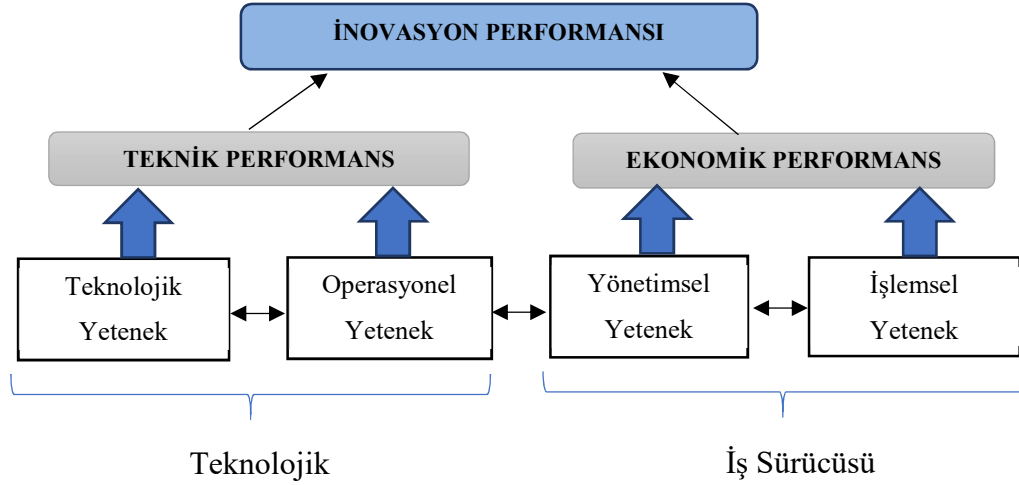 İNOVASYON PERFORMANSI
TEKNİK PERFORMANS
EKONOMİK PERFORMANS
Teknolojik
Yetenek
Operasyonel
Yetenek
Yönetimsel
Yetenek
İşlemsel
Yetenek
Teknolojik
İş Sürücüsü